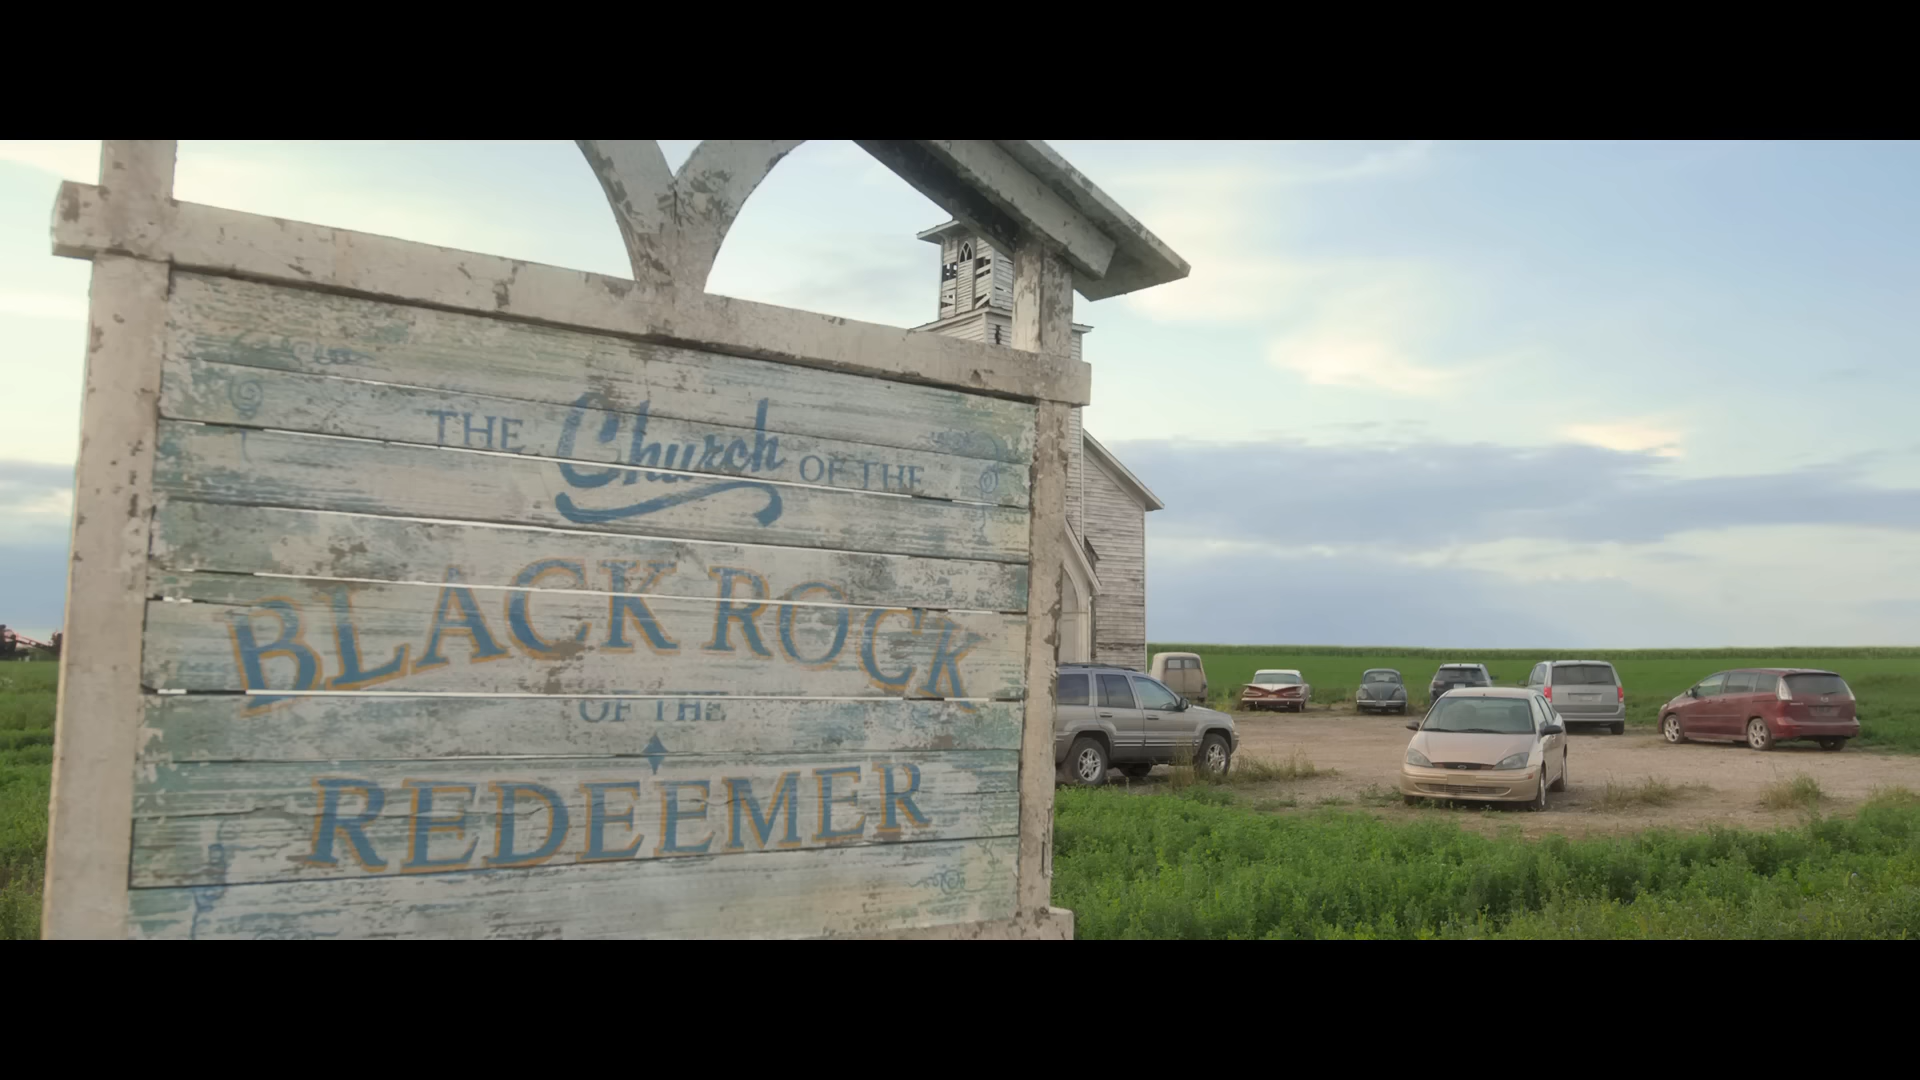 THE Church OF THE
BLACK ROCK
OF THE
REDEEMER